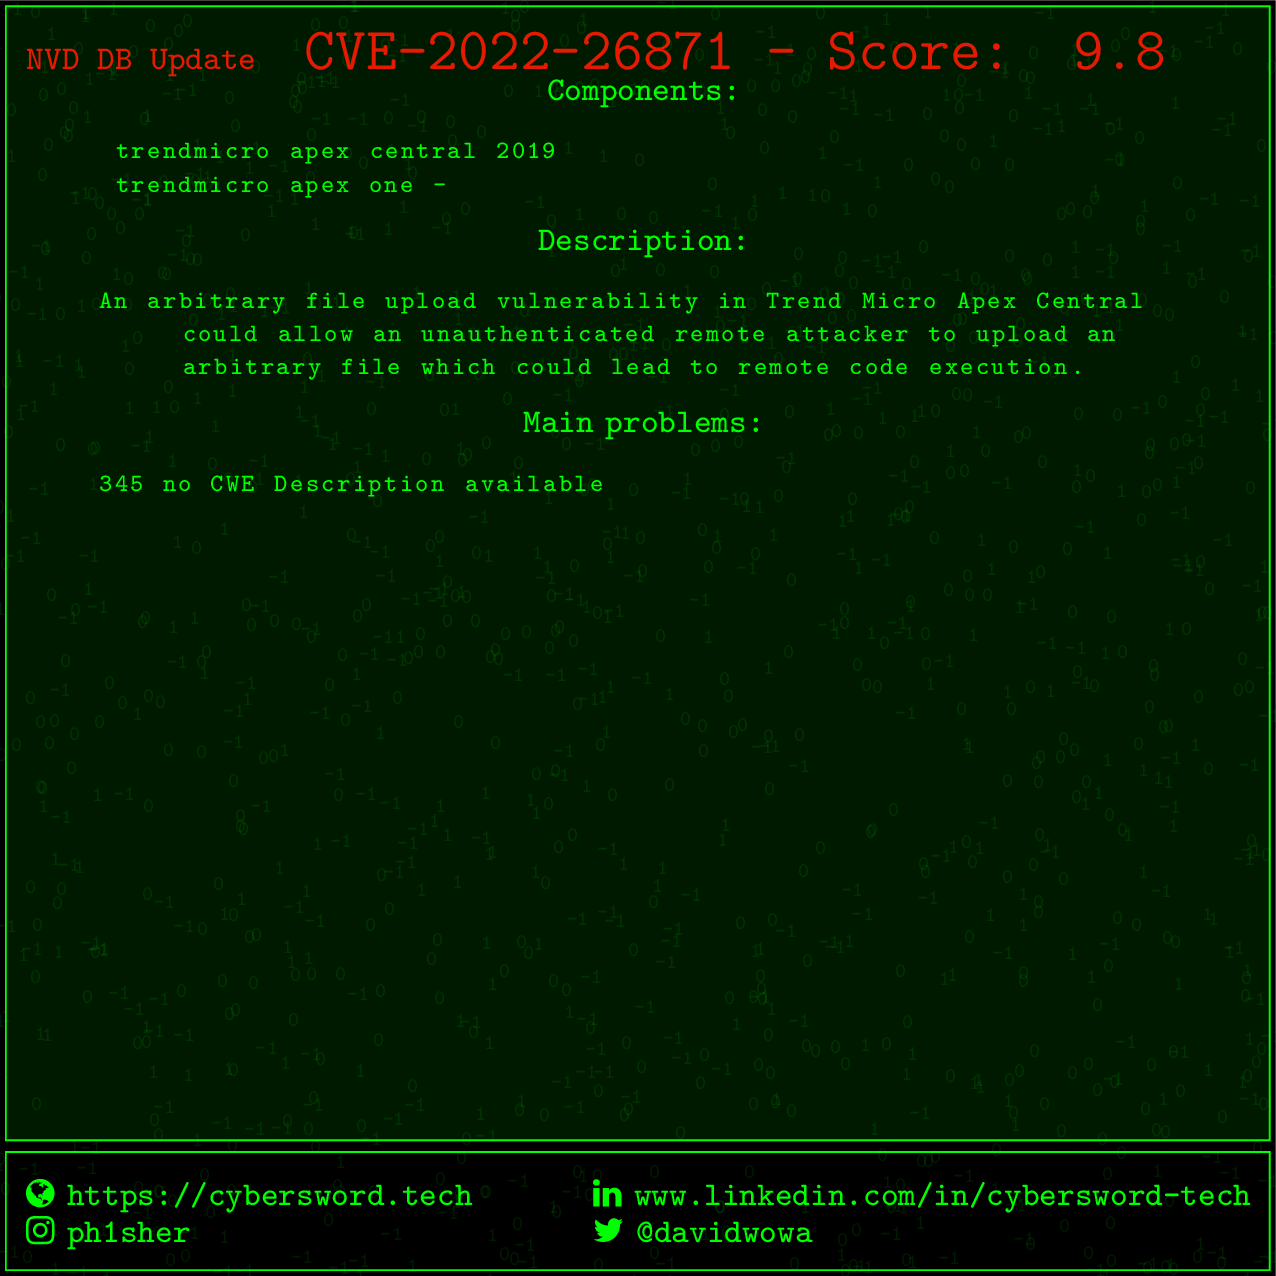 NVD DB Update CVE-2022-26871 - Score: 9.8
Components:
trendmicro apex central 2019
trendmicro apex one -
Description:
An arbitrary file upload vulnerability in Trend Micro Apex Central
could allow an unauthenticated remote attacker to upload an
arbitrary file which could lead to remote code execution.
Main problems:
345 no CWE Description available
https://cybersword.tech www.linkedin.com/in/cybersword-tech
ph1sher @davidwowa